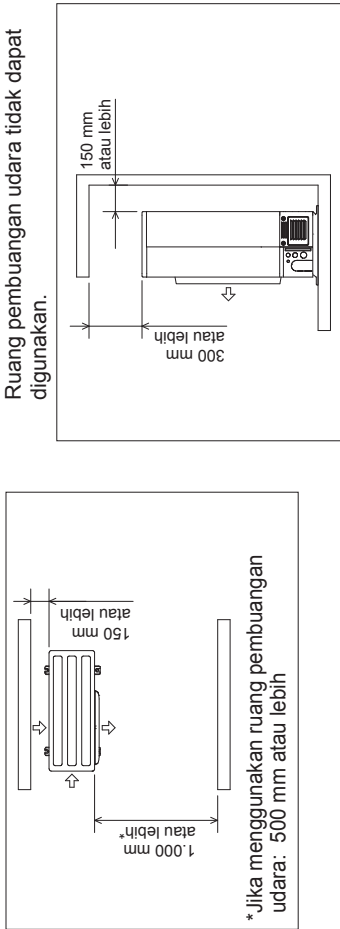 150 mm
atau lebih
1.000 mm
atau lebih*
*Jika menggunakan ruang pembuangan
udara: 500 mm atau lebih
Ruang pembuangan udara tidak dapat
digunakan.
150 mm
atau lebih
300 mm
atau lebih